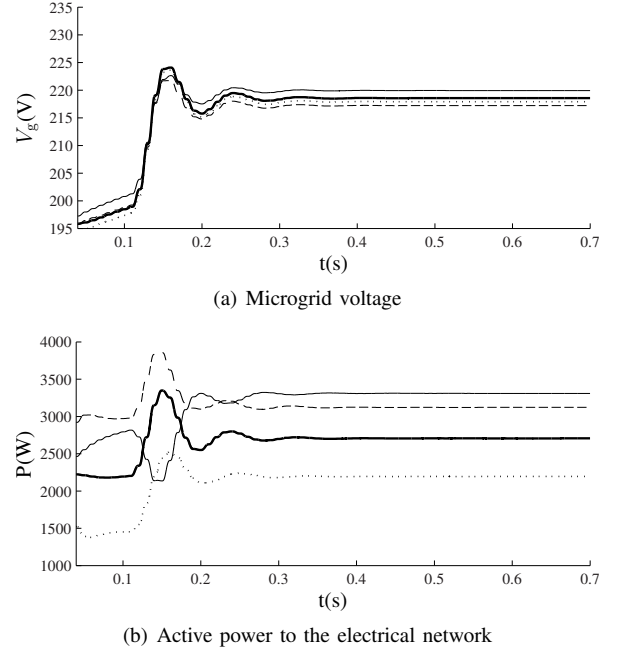 235
230
225
220
215
210
205
200
195
V_g(V)
0.1 0.2 0.3 0.4 0.5 0.6 0.7
t(s)
(a) Microgrid voltage
4000
3500
3000
2500
2000
1500
1000
P(W)
0.1 0.2 0.3 0.4 0.5 0.6 0.7
t(s)
(b) Active power to the electrical network